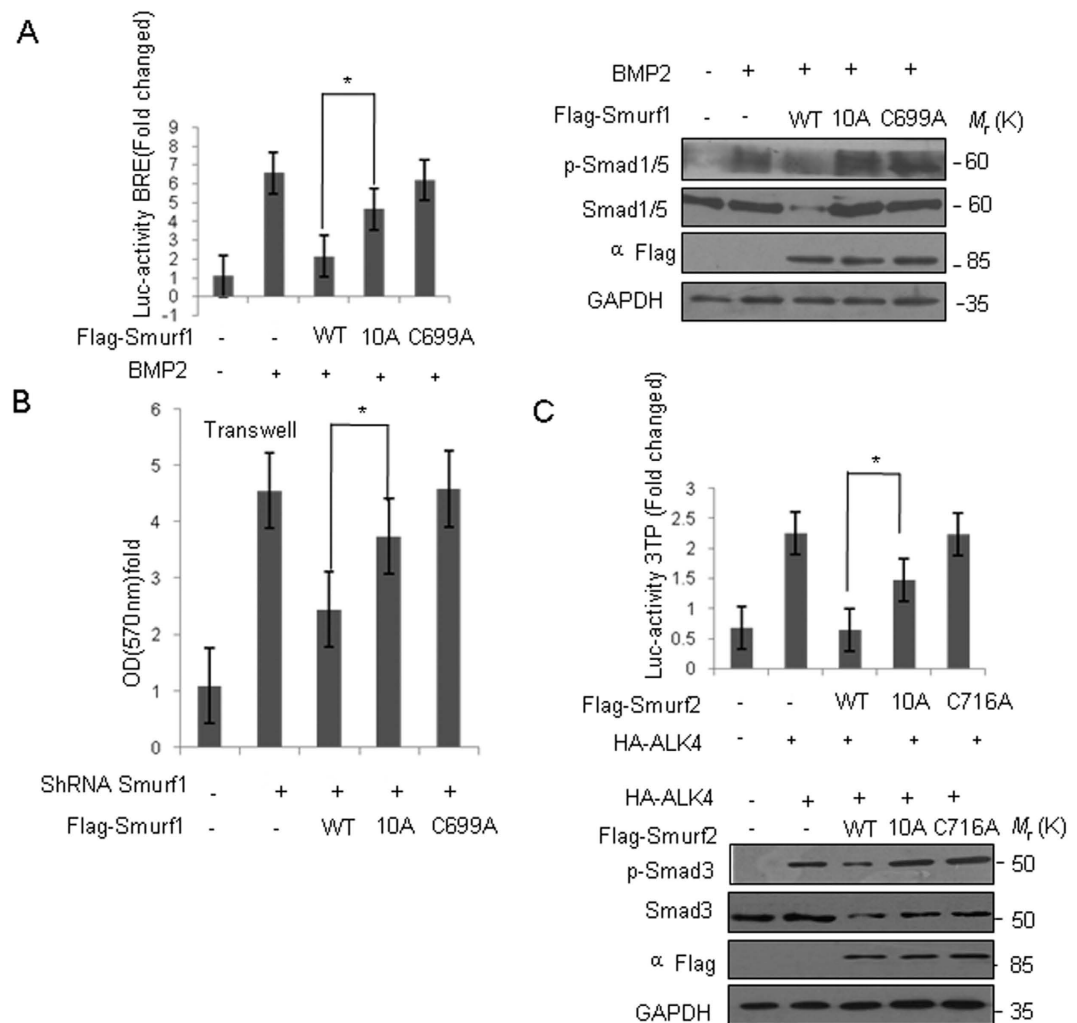 A
Luc-activity BRE(Fold changed)
*
9
8
7
6
5
4
3
2
1
0
-1
Flag-Smurf1 - - WT 10A C699A
BMP2 - + + + +
BMP2 - + + + +
Flag-Smurf1 - - WT 10A C699A Mr (K)
p-Smad1/5 -60
Smad1/5 - 60
α Flag - 85
GAPDH -35
B
Transwell
*
OD(570nm)fold
6
5
4
3
2
1
0
ShRNA Smurf1 - + + + +
Flag-Smurf1 - - WT 10A C699A
C
Luc-activity 3TP (Fold changed)
*
3
2.5
2
1.5
1
0.5
0
Flag-Smurf2 - - WT 10A C716A
HA-ALK4 - + + + +
HA-ALK4 - + + + +
Flag-Smurf2 - - WT 10A C716A Mr (K)
p-Smad3 - 50
Smad3 - 50
α Flag - 85
GAPDH - 35